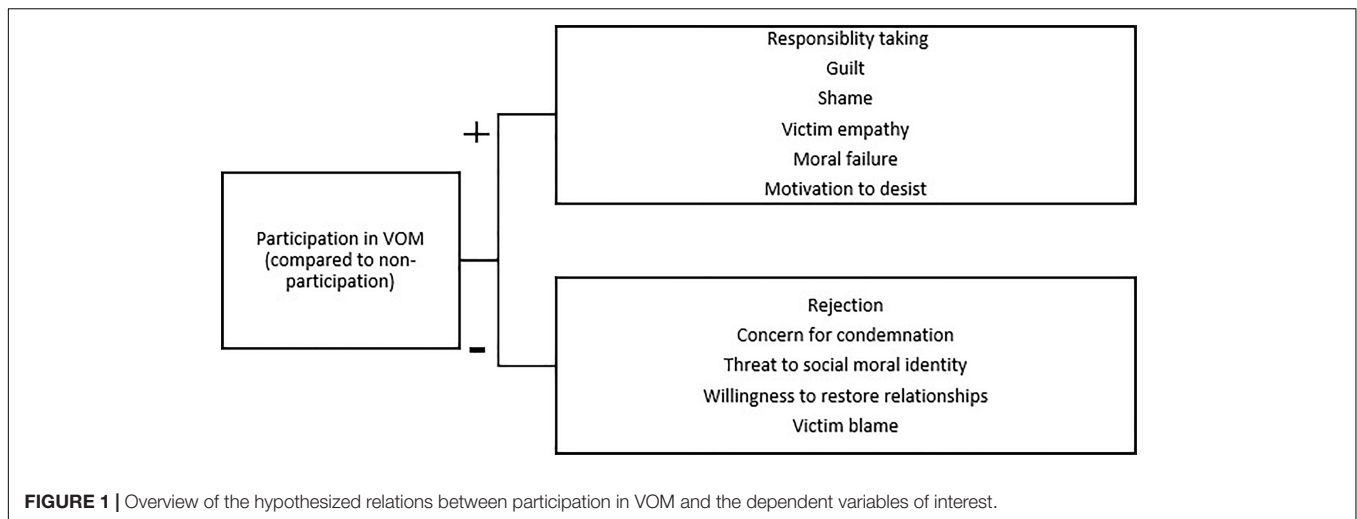 Responsiblity taking
Guilt
Shame
Victim empathy
Moral failure
Motivation to desist
+
Participation in VOM
(compared to non-
participation)
-
Rejection
Concern for condemnation
Threat to social moral identity
Willingness to restore relationships
Victim blame
FIGURE 1 | Overview of the hypothesized relations between participation in VOM and the dependent variables of interest.